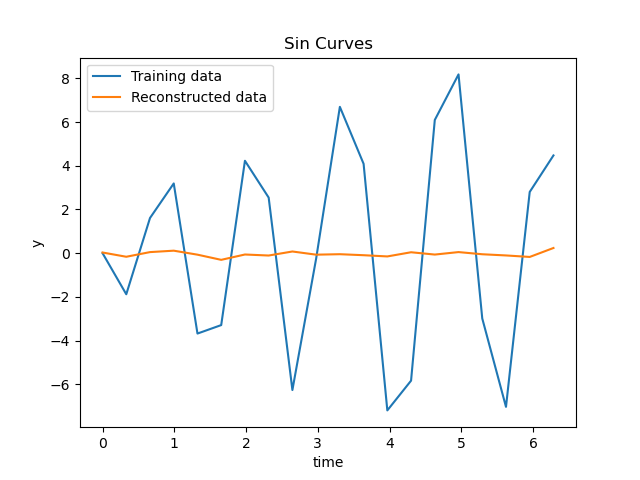 Sin Curves
Training data
Reconstructed data
8
6
4
2
0
−2
−4
−6
y
0 1 2 3 4 5 6
time